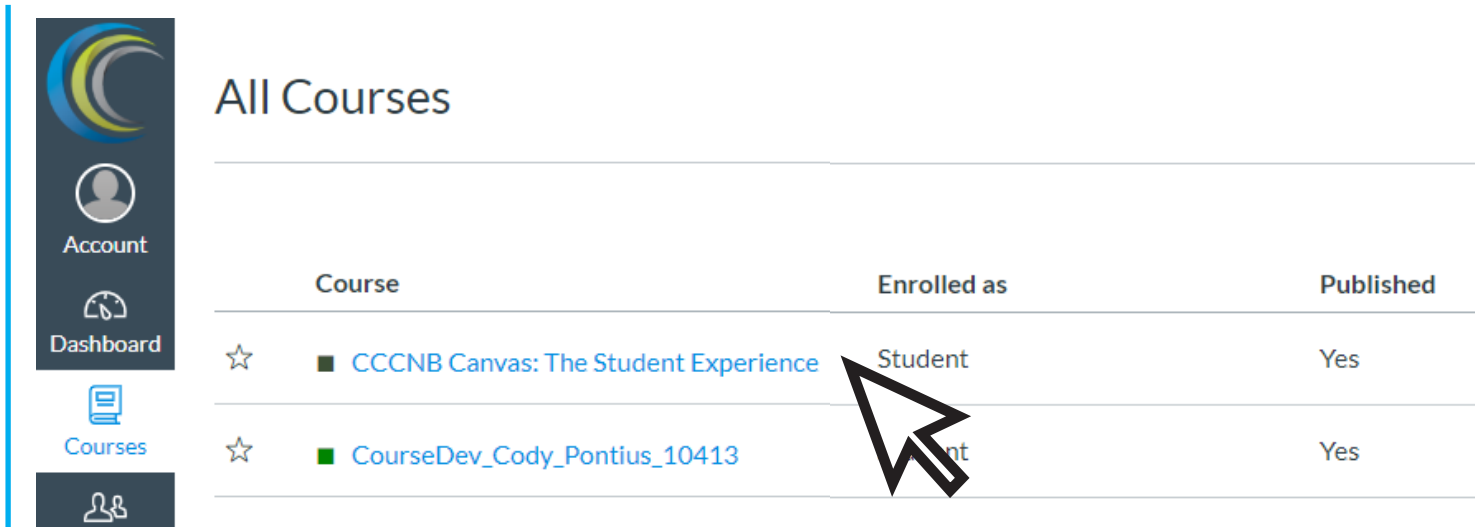 All Courses
Account
Dashboard
Courses
Course Enrolled as Published
CCCNB Canvas: The Student Experience Student Yes
CourseDev_Cody_Pontius_10413 Yes